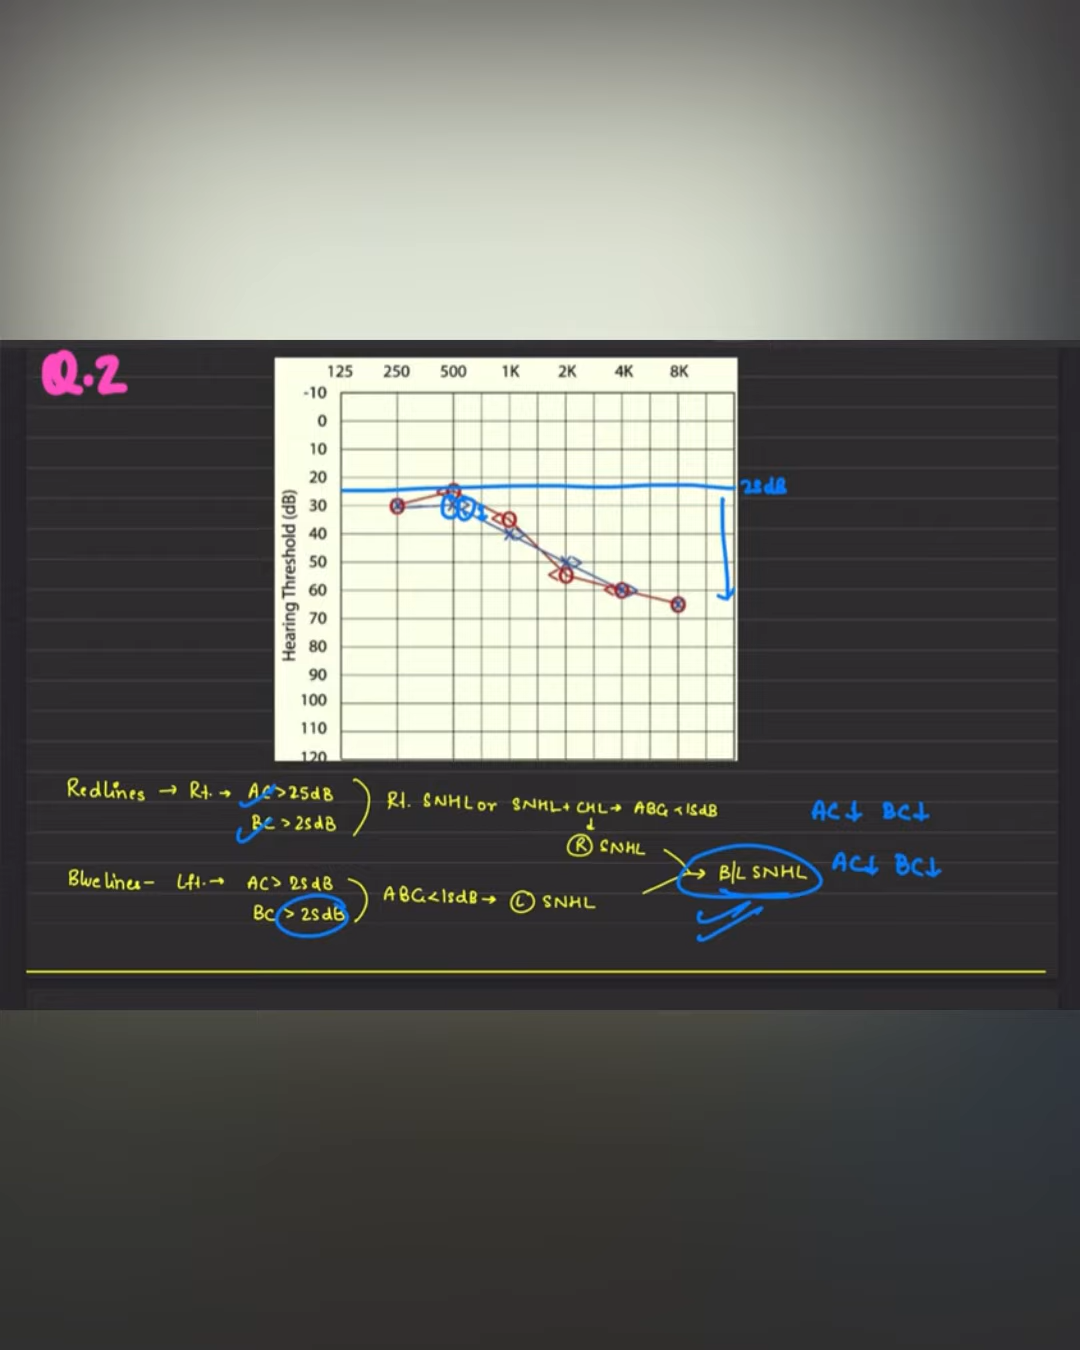 Q.2
125 250 500 1K 2K 4K 8K
-10
0
10
20
25dB
30
40
50
60
70
80
90
100
110
120
Hearing Threshold (dB)
Redlines → Rt. → AC>25dB
BC >25dB
Rt. SNHL or SNHL+ CHL→ ABG <15dB
AC↓ BC↓
↓
R SNHL
→ B/L SNHL
AC↓ BC↓
Blue lines- Lft.→ AC> 25dB
BC > 25dB
ABG<15dB→ L SNHL